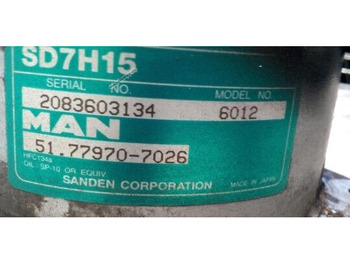 SD7H15
SERIAL NO. MODEL NO.
2083603134 6012
MAN
51.77970-7026
HFC134a
OIL : SP-10 OR EQUIV.
SANDEN CORPORATION MADE IN JAPAN